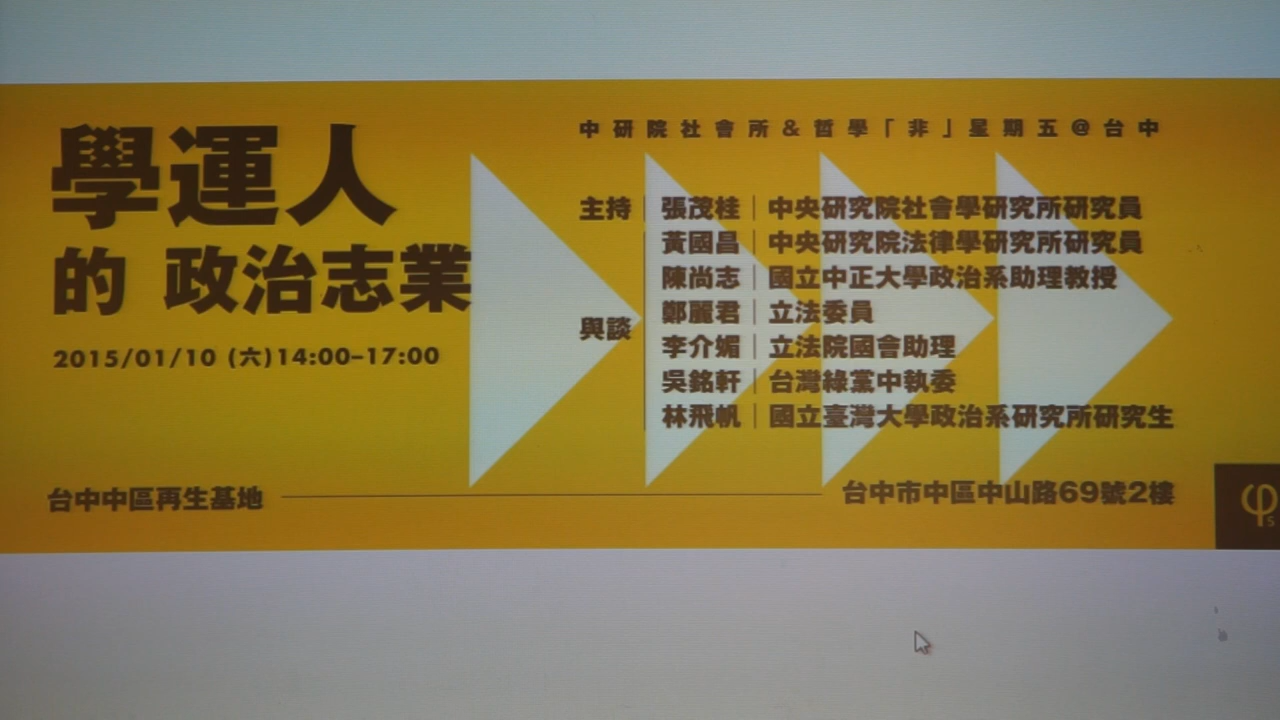 學運人
的 政治志業
2015/01/10 (六)14:00-17:00
中研院社會所&哲學「非」星期五@台中
主持 張茂桂 中央研究院社會學研究所研究員
與談 黃國昌 中央研究院法律學研究所研究員
陳尚志 國立中正大學政治系助理教授
鄭麗君 立法委員
李介媚 立法院國會助理
吳銘軒 台灣綠黨中執委
林飛帆 國立臺灣大學政治系研究所研究生
台中中區再生基地 台中市中區中山路69號2樓
φ